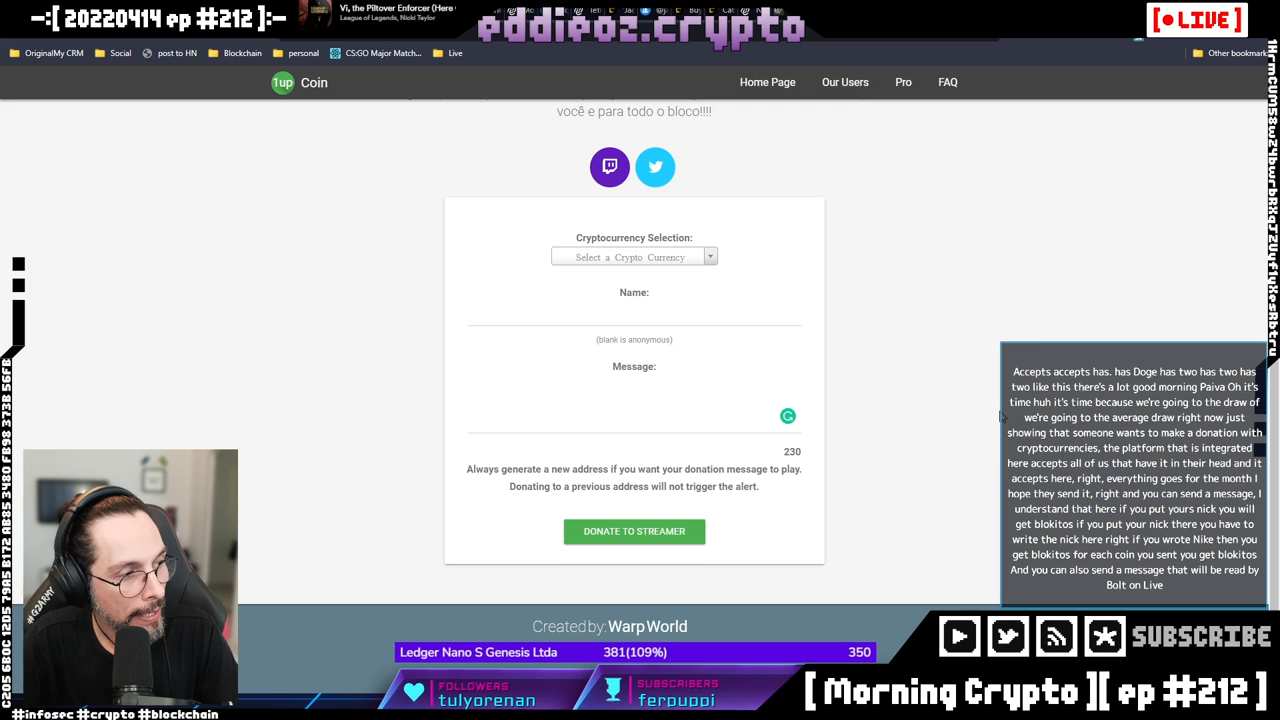 -:[ 20220414 ep #212 ]:-
Vi, the Piltover Enforcer (Here
League of Legends, Nicki Taylor
eddieoz.crypto
[ • LIVE ]
OriginalMy CRM
Social
post to HN
Blockchain
personal
CS:GO Major Match...
Live
Other bookmark
1up Coin
Home Page
Our Users
Pro
FAQ
você e para todo o bloco!!!!
Cryptocurrency Selection:
Select a Crypto Currency
Name:
(blank is anonymous)
Message:
230
Always generate a new address if you want your donation message to play.
Donating to a previous address will not trigger the alert.
DONATE TO STREAMER
Accepts accepts has. has Doge has two has two has
two like this there's a lot good morning Paiva Oh it's
time huh it's time because we're going to the draw of
we're going to the average draw right now just
showing that someone wants to make a donation with
cryptocurrencies, the platform that is integrated
here accepts all of us that have it in their head and it
accepts here, right, everything goes for the month I
hope they send it, right and you can send a message, I
understand that here if you put yours nick you will
get blokitos if you put your nick there you have to
write the nick here right if you wrote Nike then you
get blokitos for each coin you sent you get blokitos
And you can also send a message that will be read by
Bolt on Live
Created by: WarpWorld
Ledger Nano S Genesis Ltda
381(109%)
350
FOLLOWERS
tulyorenan
SUBSCRIBERS
ferpuppi
SUBSCRIBE
[ Morning Crypto ][ ep #212 ]
#infosec #crypto #blockchain